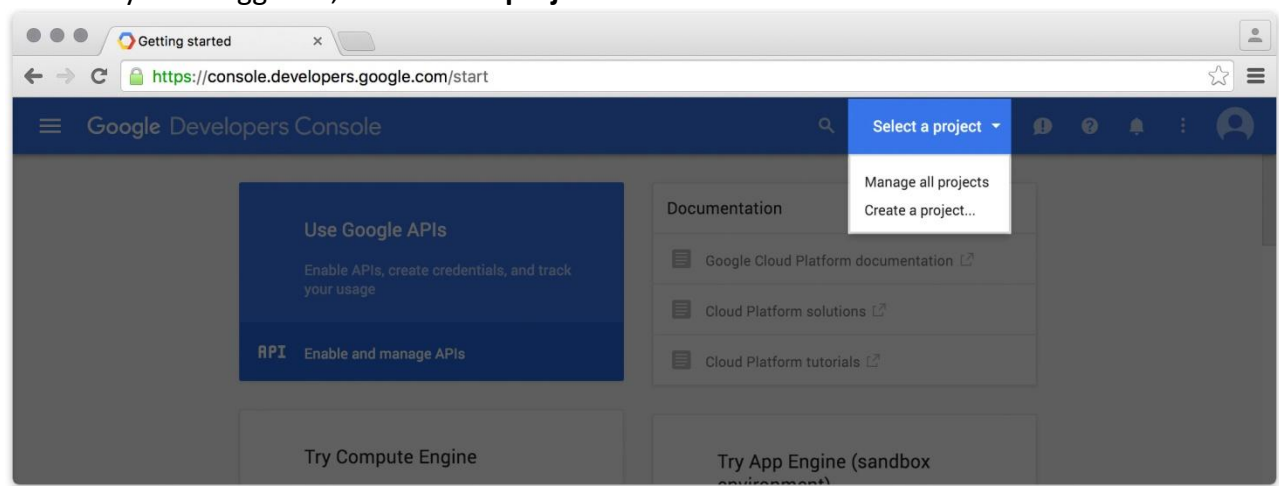 Getting started
https://console.developers.google.com/start
Google Developers Console
Select a project
Manage all projects
Create a project...
Use Google APIs
Enable APIs, create credentials, and track
your usage
API Enable and manage APIs
Documentation
Google Cloud Platform documentation
Cloud Platform solutions
Cloud Platform tutorials
Try Compute Engine
Try App Engine (sandbox
environment)